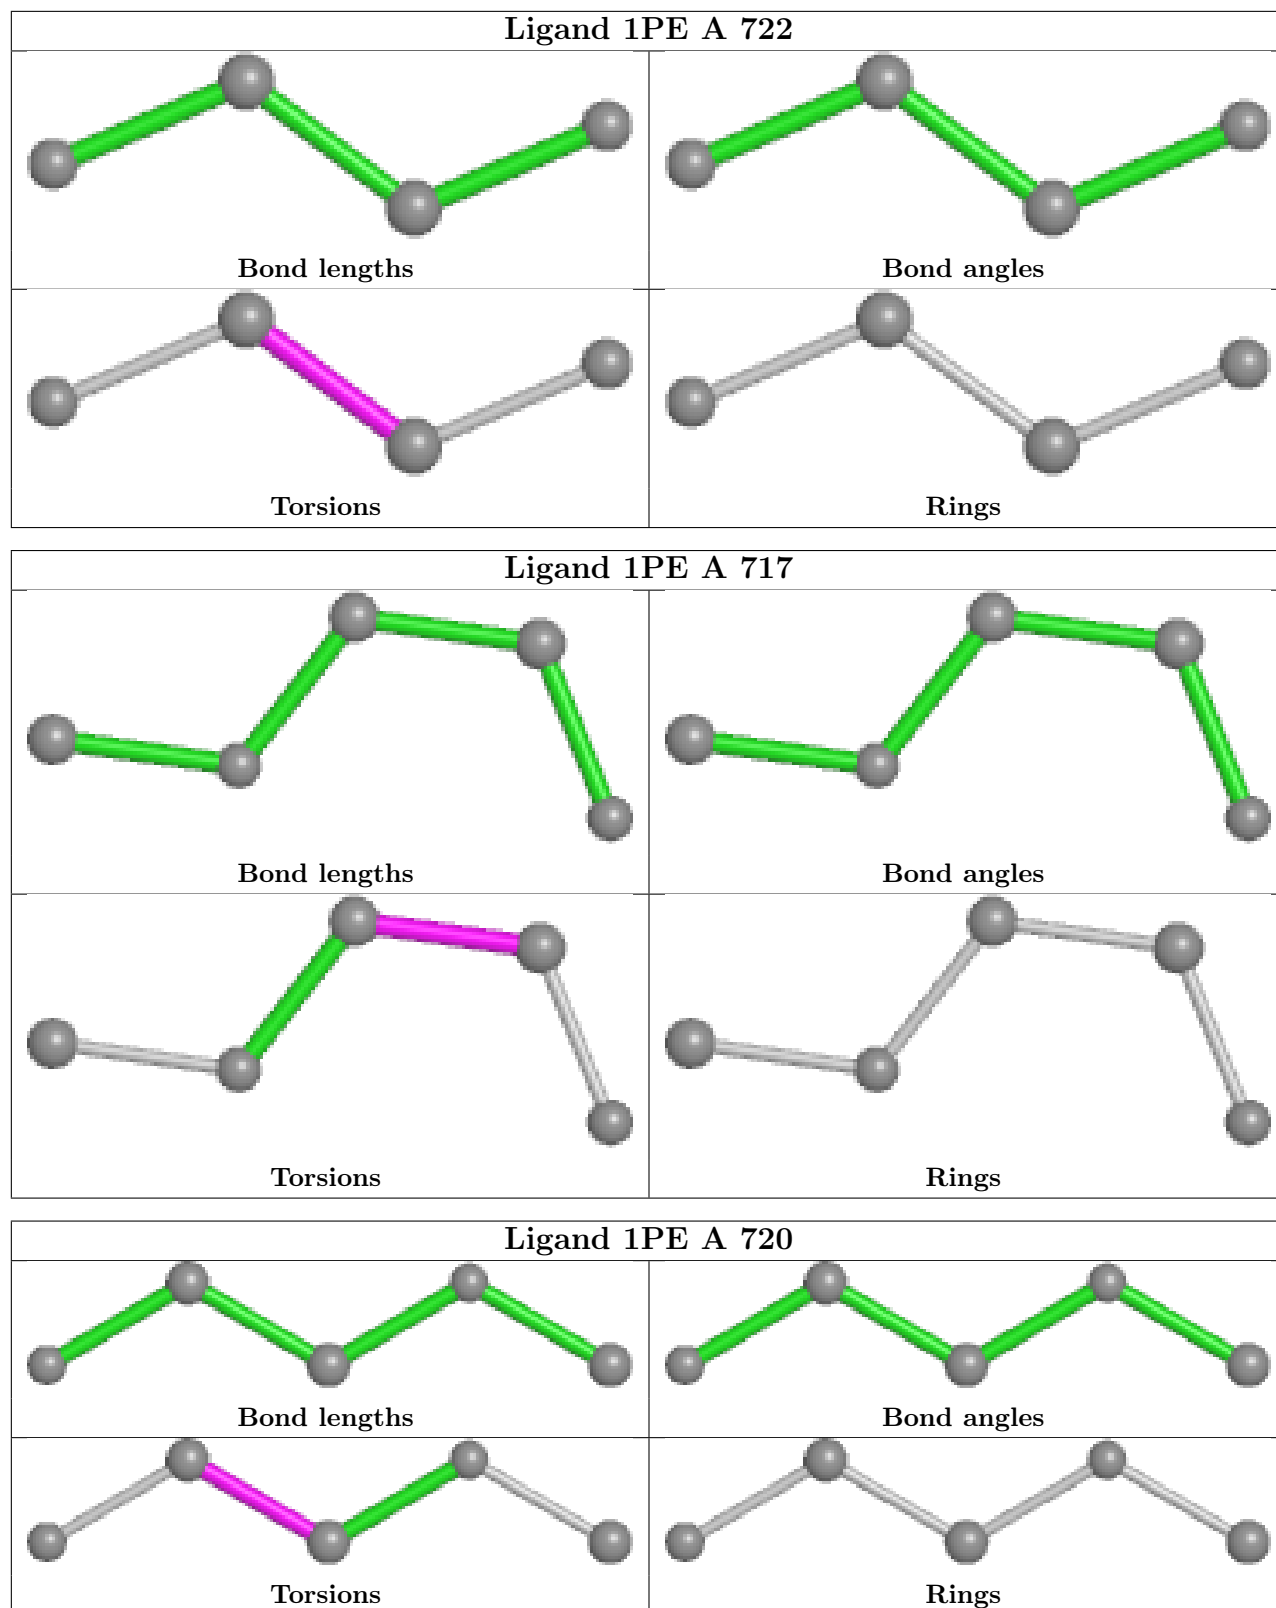 Ligand 1PE A 722
Bond lengths
Bond angles
Torsions
Rings
Ligand 1PE A 717
Bond lengths
Bond angles
Torsions
Rings
Ligand 1PE A 720
Bond lengths
Bond angles
Torsions
Rings